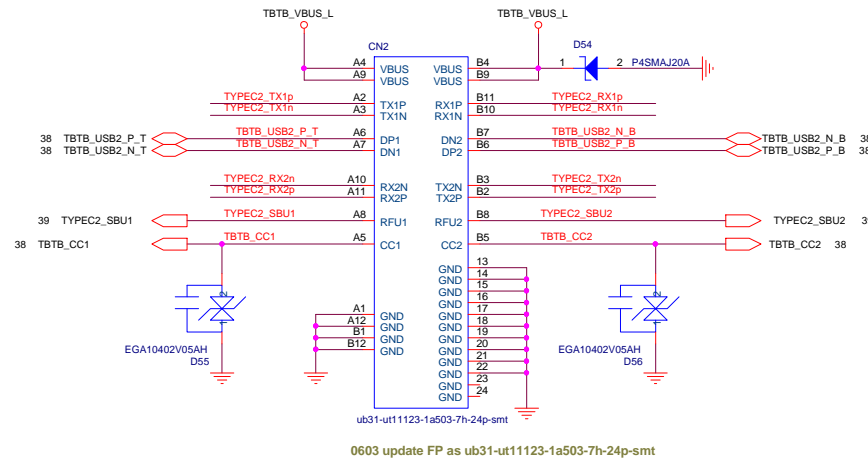 TBTB_VBUS_L TBTB_VBUS_L
CN2 D54
A4 VBUS VBUS B4 1 2 P4SMAJ20A
A9 VBUS VBUS B9
TYPEC2_TX1p A2 TX1P RX1P B11 TYPEC2_RX1p
TYPEC2_TX1n A3 TX1N RX1N B10 TYPEC2_RX1n
38 TBTB_USB2_P_T TBTB_USB2_P_T A6 DP1 DN2 B7 TBTB_USB2_N_B TBTB_USB2_N_B 38
38 TBTB_USB2_N_T TBTB_USB2_N_T A7 DN1 DP2 B6 TBTB_USB2_P_B TBTB_USB2_P_B 38
TYPEC2_RX2n A10 RX2N TX2N B3 TYPEC2_TX2n
TYPEC2_RX2p A11 RX2P TX2P B2 TYPEC2_TX2p
39 TYPEC2_SBU1 TYPEC2_SBU1 A8 RFU1 RFU2 B8 TYPEC2_SBU2 TYPEC2_SBU2
38 TBTB_CC1 TBTB_CC1 A5 CC1 CC2 B5 TBTB_CC2 TBTB_CC2 38
GND 13
GND 14
GND 15
GND 16
A1 GND GND 17
A12 GND GND 18
B1 GND GND 19
B12 GND GND 20
GND 21
GND 22
GND 23
GND 24
2 2
1 1
EGA10402V05AH EGA10402V05AH
D55 D56
ub31-ut11123-1a503-7h-24p-smt
0603 update FP as ub31-ut11123-1a503-7h-24p-smt